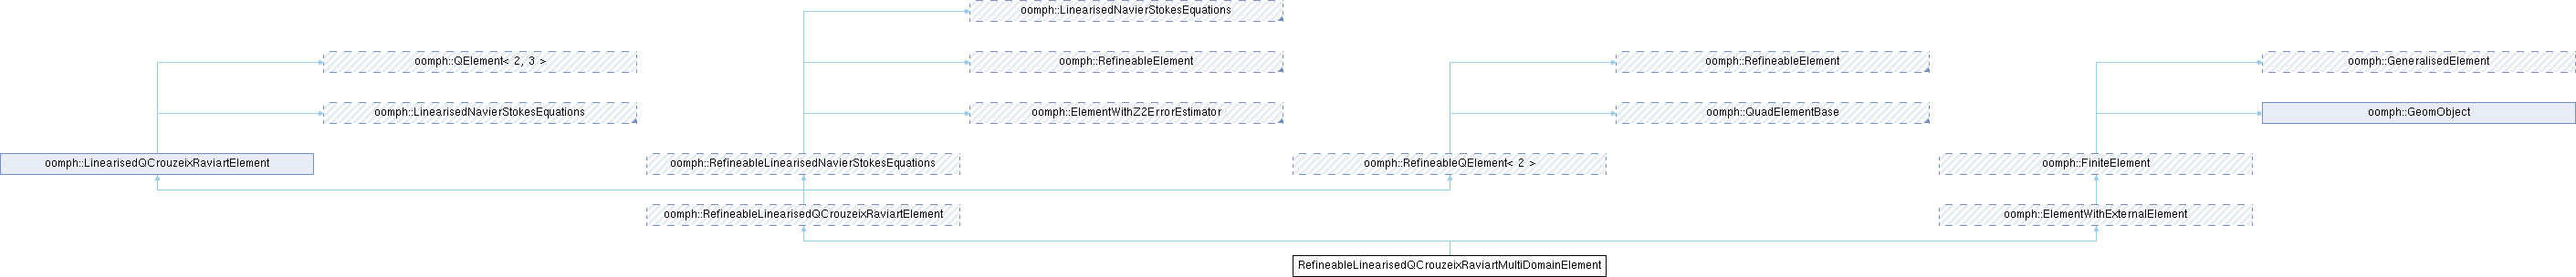 oomph::LinearisedNavierStokesEquations
oomph::QElement< 2, 3 >
oomph::RefineableElement
oomph::RefineableElement
oomph::GeneralisedElement
oomph::LinearisedNavierStokesEquations
oomph::ElementWithZ2ErrorEstimator
oomph::QuadElementBase
oomph::GeomObject
oomph::LinearisedQCrouzeixRaviartElement
oomph::RefineableLinearisedNavierStokesEquations
oomph::RefineableQElement< 2 >
oomph::FiniteElement
oomph::RefineableLinearisedQCrouzeixRaviartElement
oomph::ElementWithExternalElement
RefineableLinearisedQCrouzeixRaviartMultiDomainElement